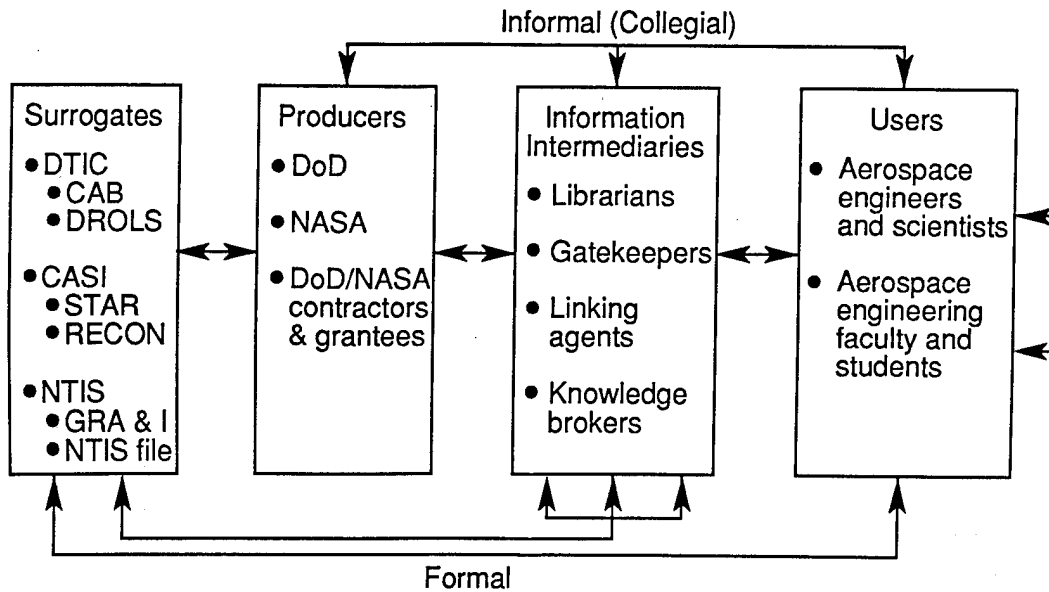 Informal (Collegial)
Surrogates
● DTIC
● CAB
● DROLS
● CASI
● STAR
● RECON
● NTIS
● GRA & I
● NTIS file
Producers
● DoD
● NASA
● DoD/NASA
contractors
& grantees
Information
Intermediaries
● Librarians
● Gatekeepers
● Linking
agents
● Knowledge
brokers
Users
● Aerospace
engineers
and scientists
● Aerospace
engineering
faculty and
students
Formal